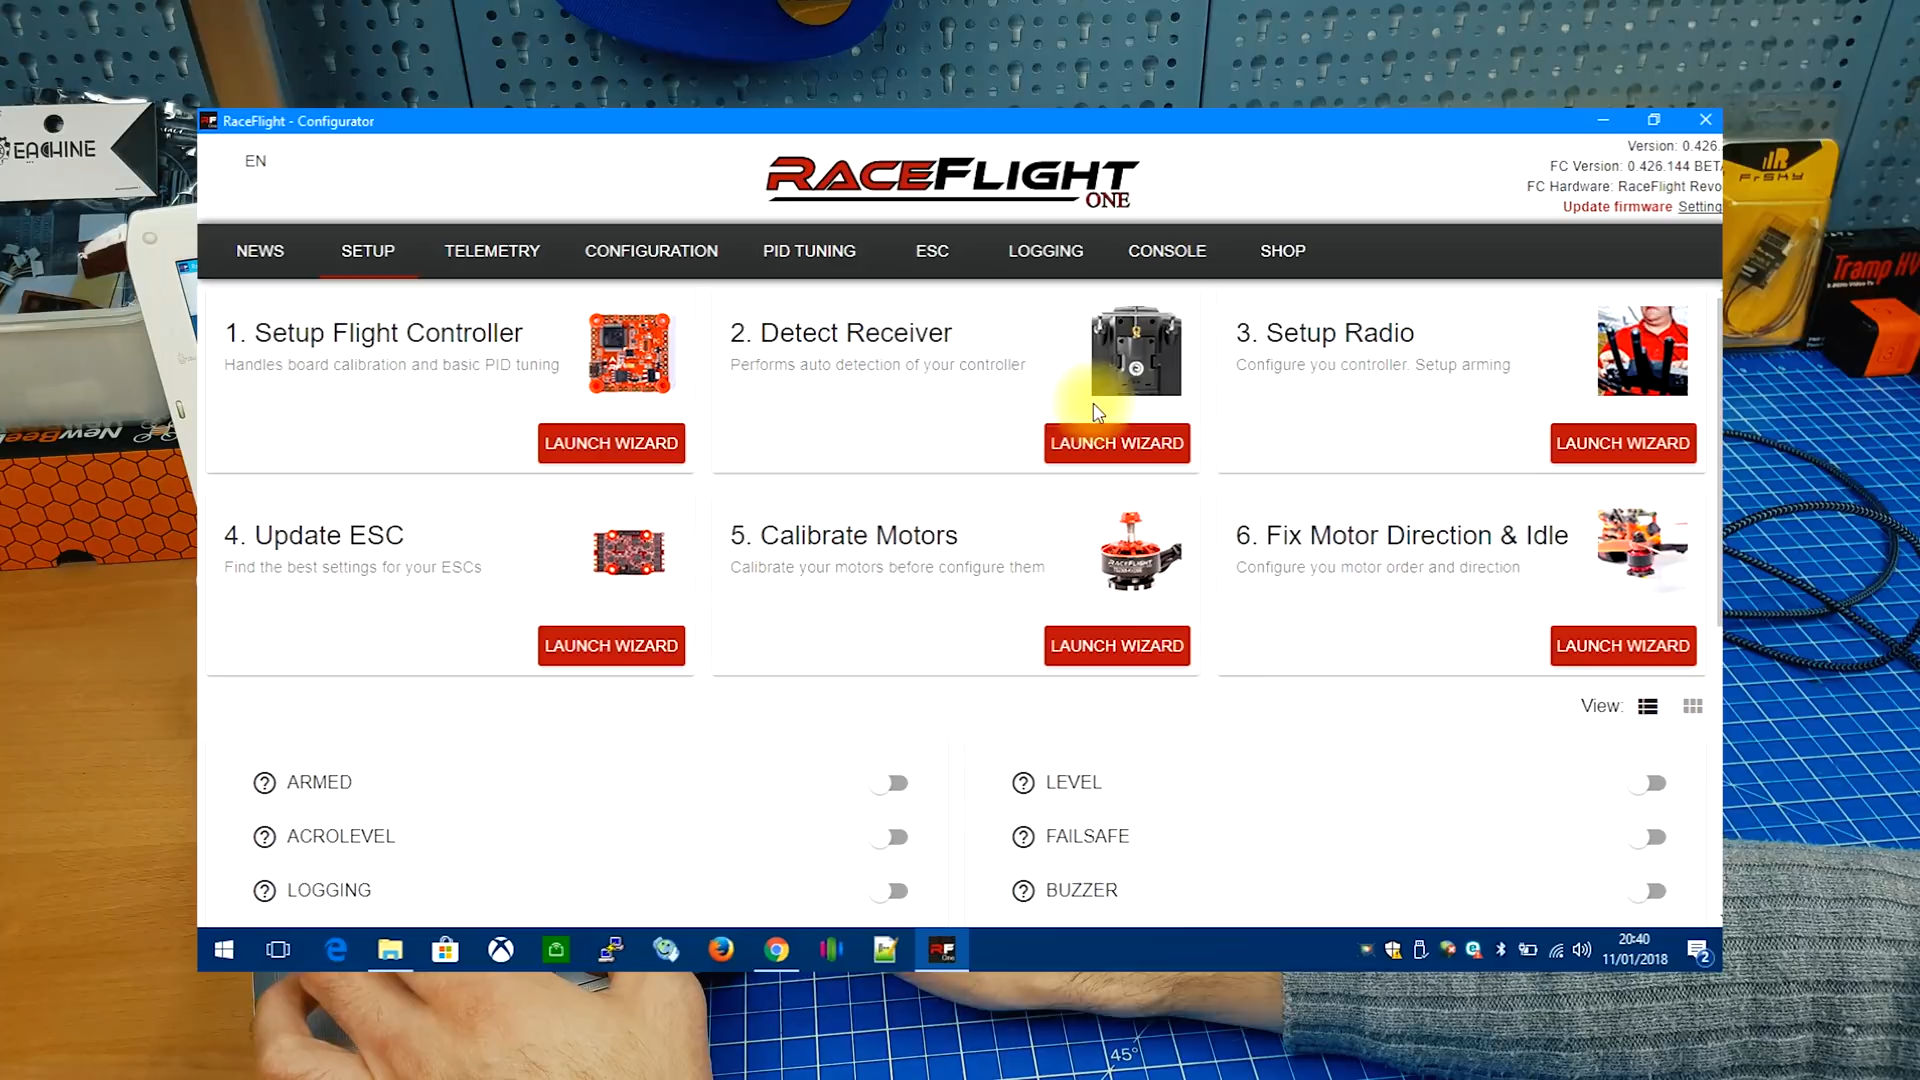 EACHINE
NewBee
FrSKY
Tramp HV
45°
RaceFlight - Configurator
EN
RACEFLIGHT
ONE
Version: 0.426.
FC Version: 0.426.144 BETA
FC Hardware: RaceFlight Revo
Update firmware Setting
NEWS SETUP TELEMETRY CONFIGURATION PID TUNING ESC LOGGING CONSOLE SHOP
1. Setup Flight Controller
Handles board calibration and basic PID tuning
LAUNCH WIZARD
2. Detect Receiver
Performs auto detection of your controller
LAUNCH WIZARD
3. Setup Radio
Configure you controller. Setup arming
LAUNCH WIZARD
4. Update ESC
Find the best settings for your ESCs
LAUNCH WIZARD
5. Calibrate Motors
Calibrate your motors before configure them
RACEFLIGHT
LAUNCH WIZARD
6. Fix Motor Direction & Idle
Configure you motor order and direction
LAUNCH WIZARD
View:
ARMED
LEVEL
ACROLEVEL
FAILSAFE
LOGGING
BUZZER
RF
One
20:40
11/01/2018
2